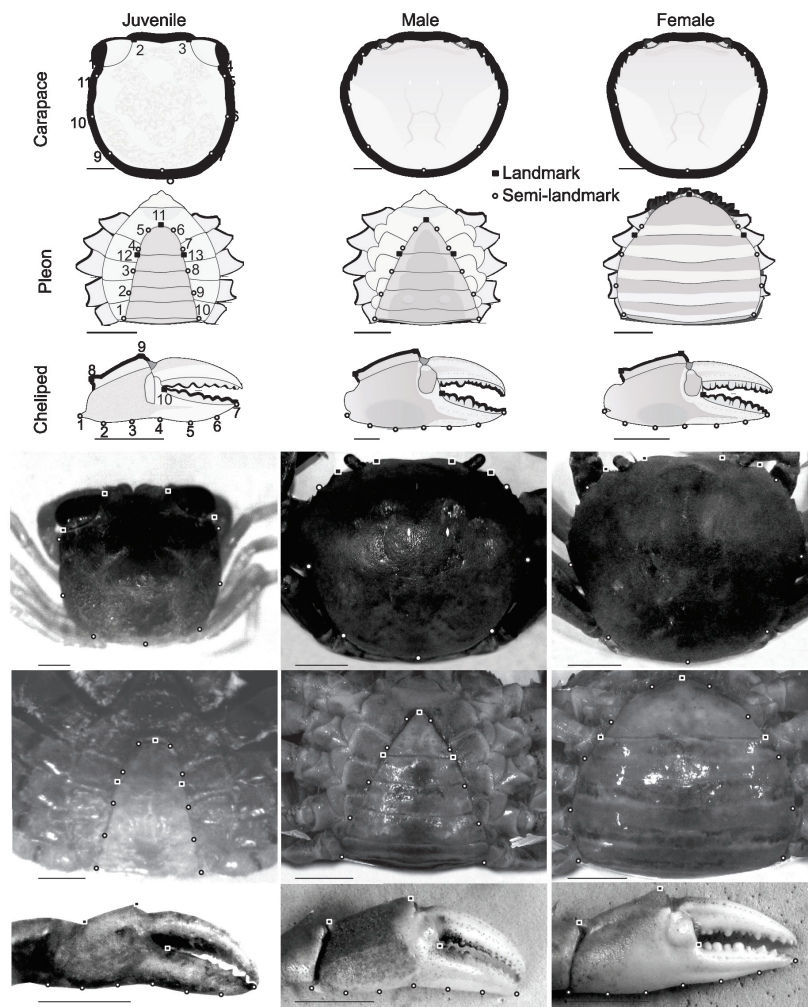 Juvenile Male Female
Carapace
2 3
4
11 5
10 6
9 7
8
■ Landmark
○ Semi-landmark
Pleon
11
5 6
4 7
12 13
3 8
2 9
1 10
Cheliped
9
8
10
1 2 3 4 5 6 7